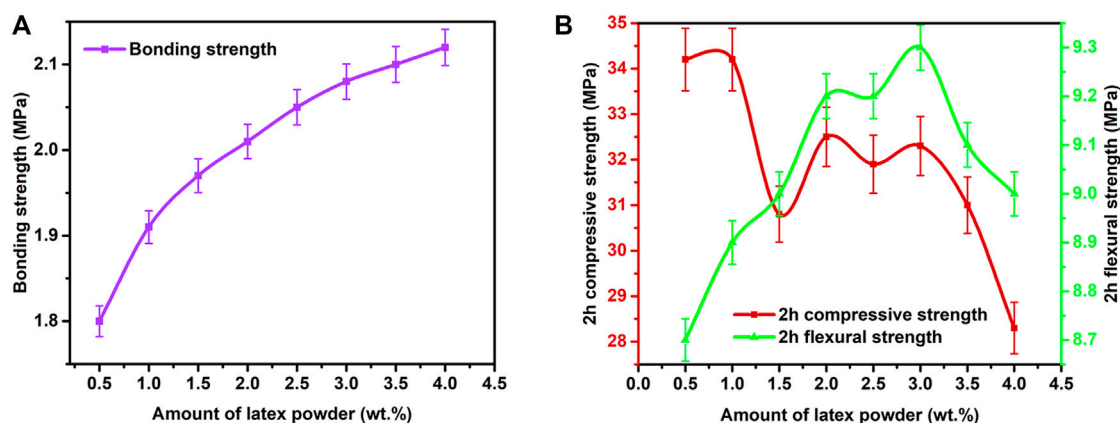 A
Bonding strength
Bonding strength (MPa)
2.1
2.0
1.9
1.8
0.5 1.0 1.5 2.0 2.5 3.0 3.5 4.0 4.5
Amount of latex powder (wt.%)
B
2h compressive strength (MPa)
35
34
33
32
31
30
29
28
2h compressive strength
2h flexural strength
9.3
9.2
9.1
9.0
8.9
8.8
8.7
2h flexural strength (MPa)
0.0 0.5 1.0 1.5 2.0 2.5 3.0 3.5 4.0 4.5
Amount of latex powder (wt.%)